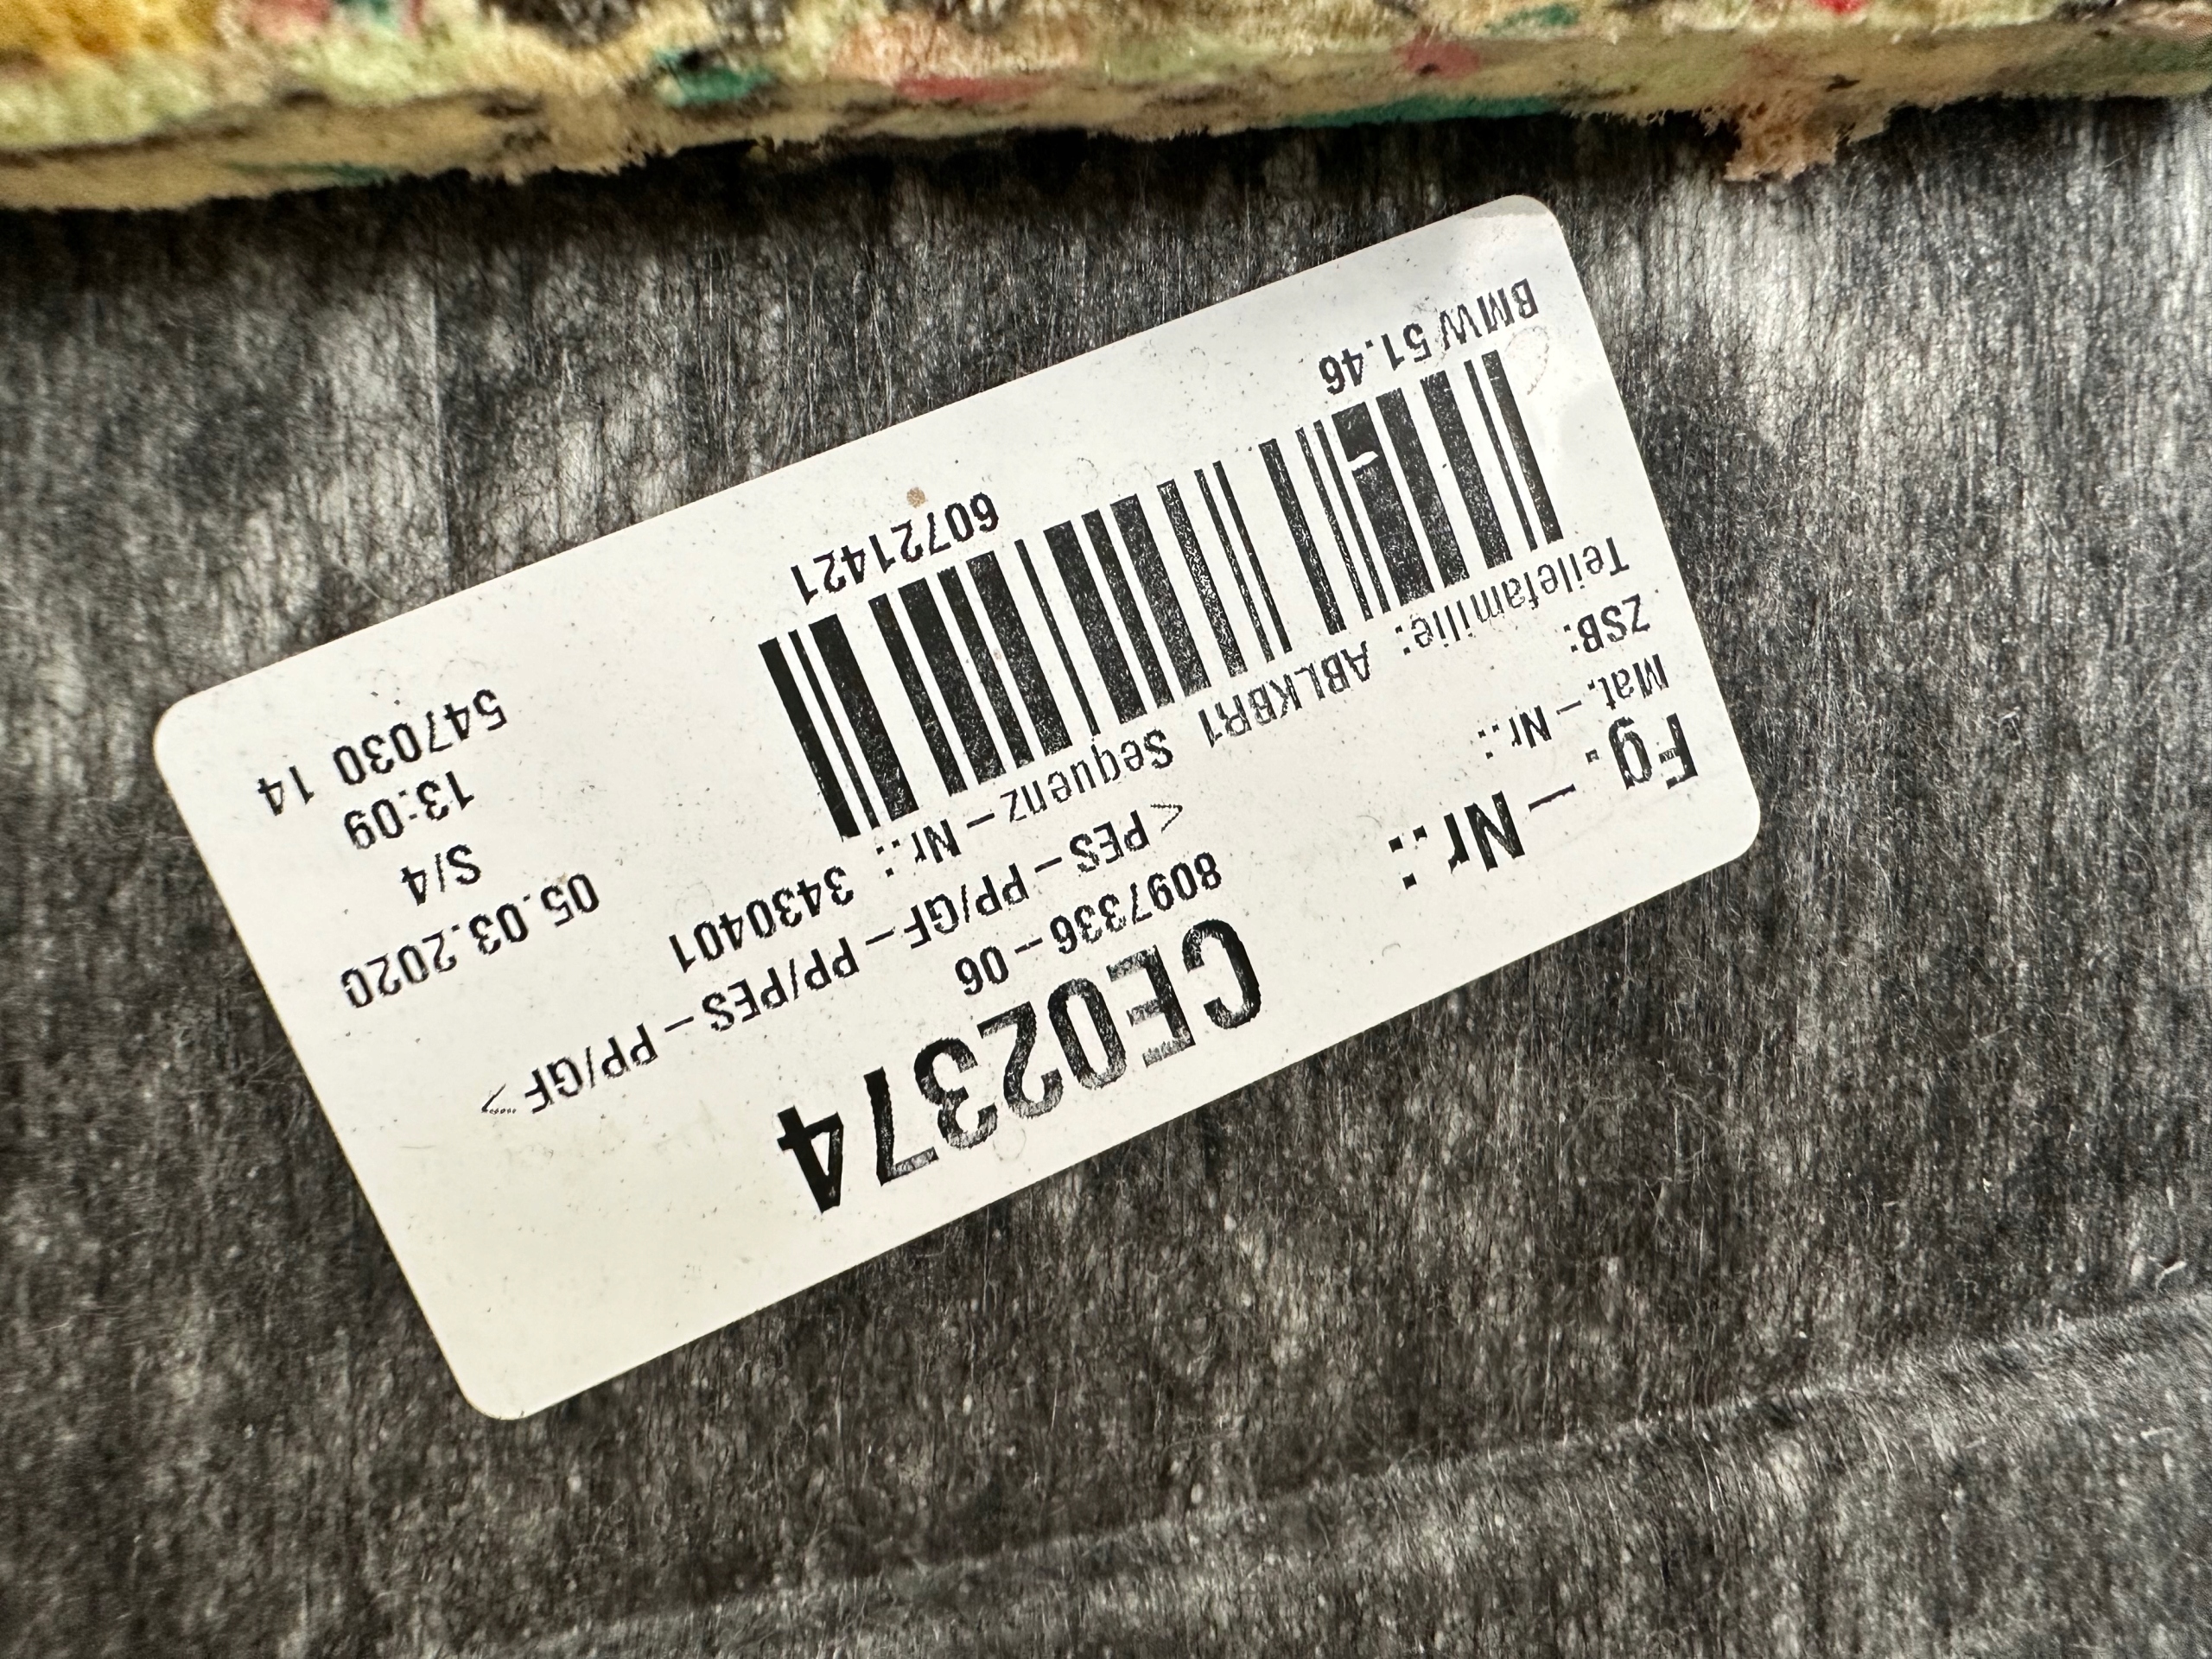 BMW 51.46 60721421 547030 14
13:09
Teilefamilie: ABLKBR1 Sequenz-Nr.: 3430401 S/4
ZSB: <PES-PP/GF-PP/PES-PP/GF> 05.03.2020
Mat.-Nr.: 8097336-06
Fg.-Nr.: CE02374